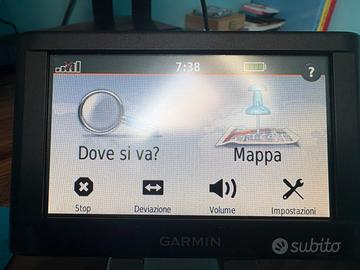 7:38
?
Dove si va?
Mappa
Stop
Deviazione
Volume
Impostazioni
GARMIN
subito